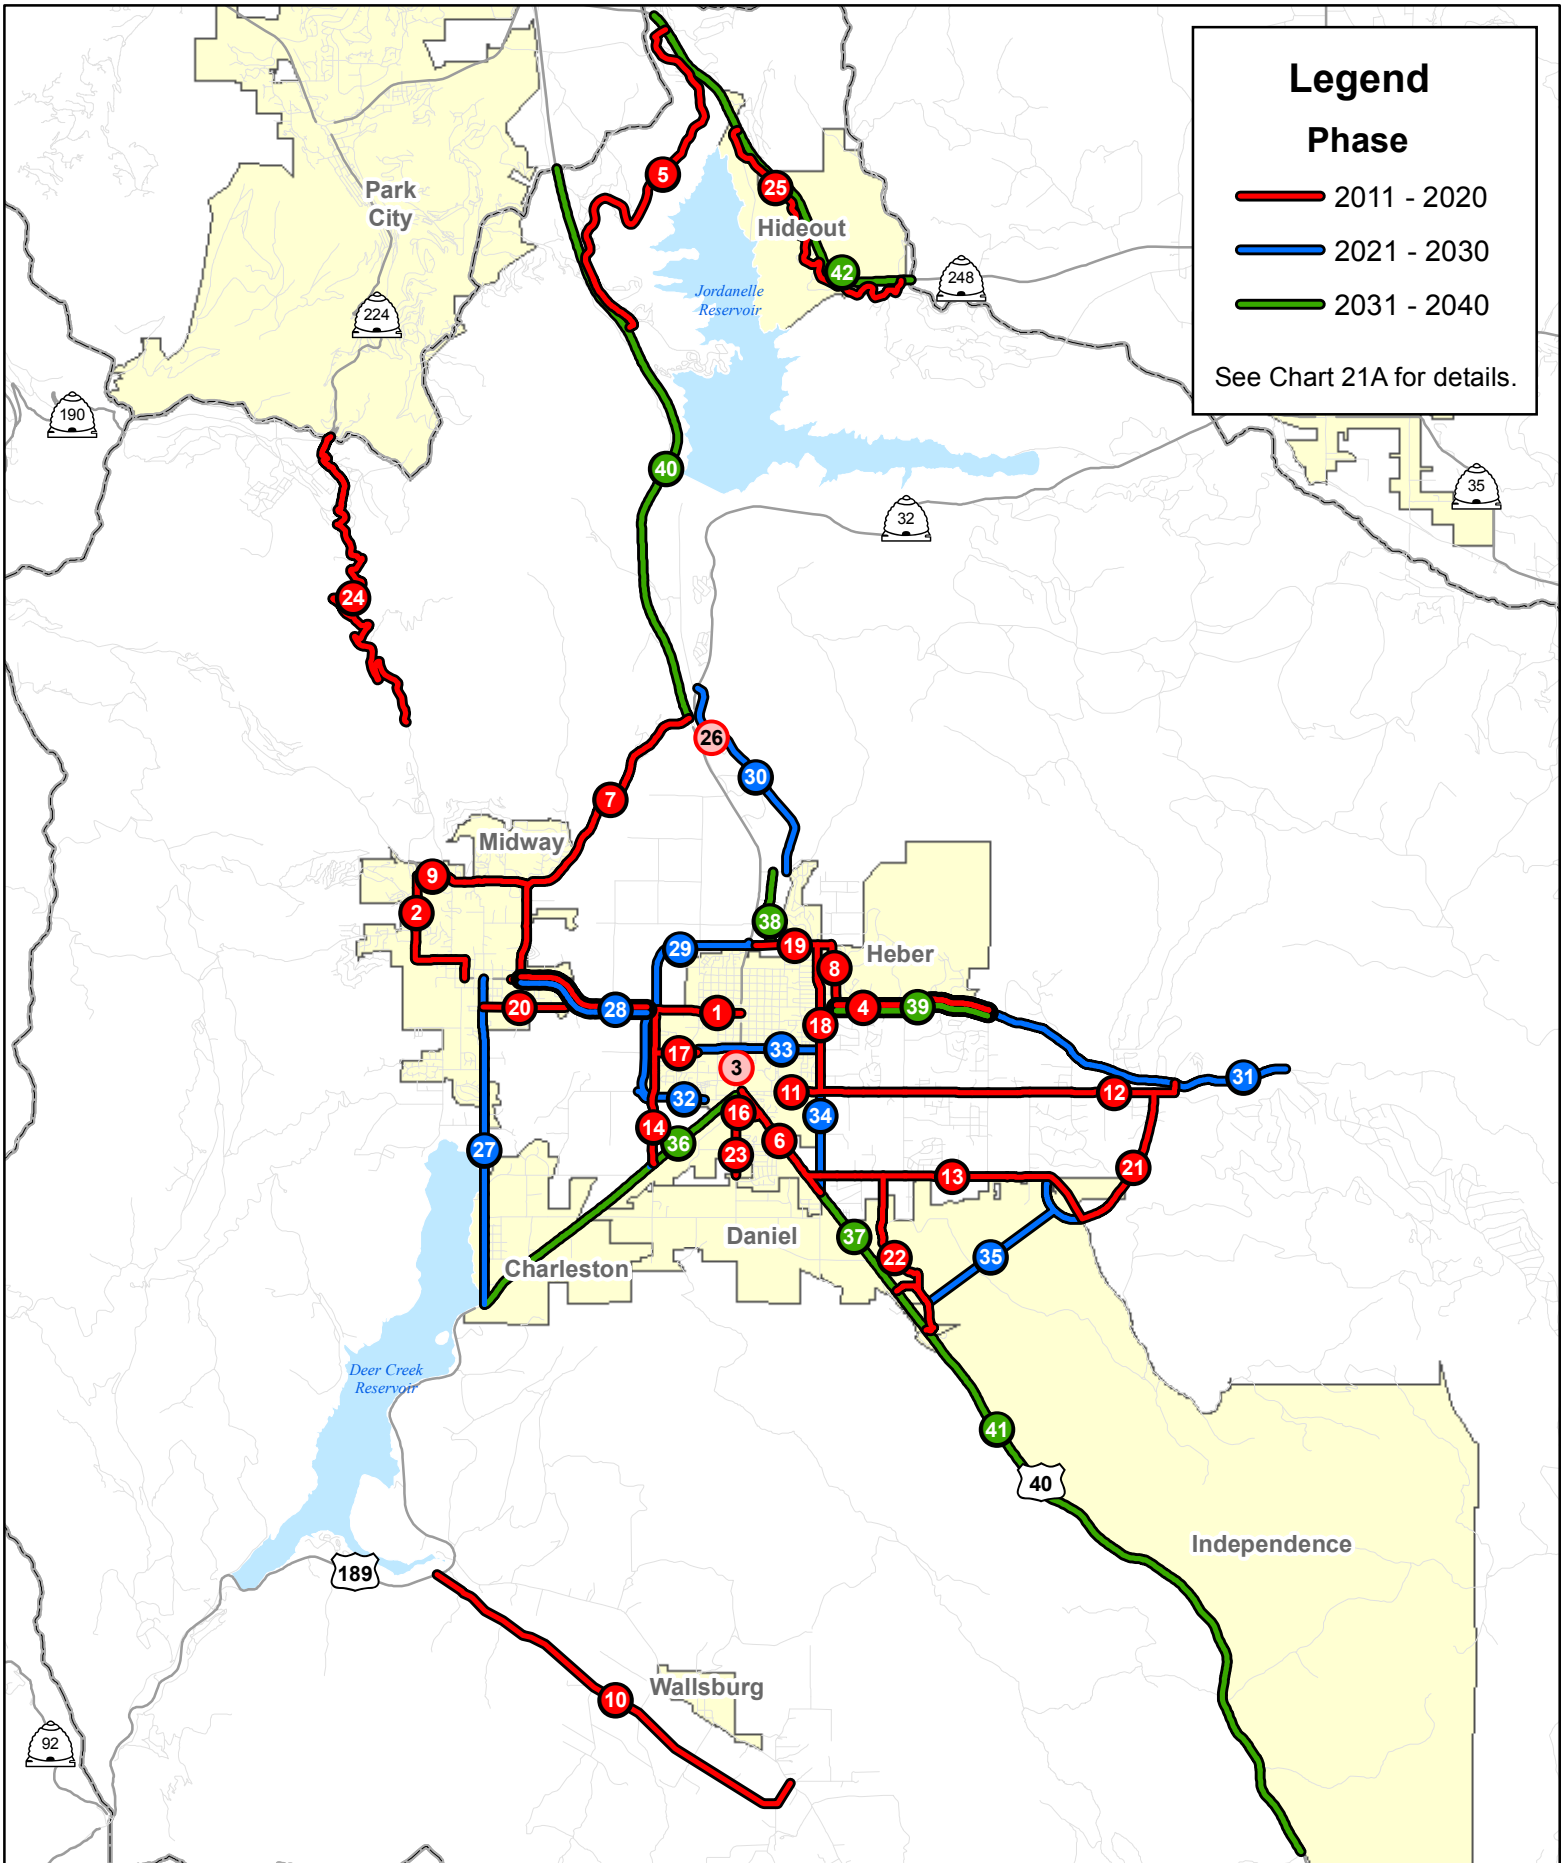 Legend
Phase
2011 - 2020
2021 - 2030
2031 - 2040
See Chart 21A for details.
Park
City
5
25
Hideout
42
248
Jordanelle
Reservoir
224
190
40
35
32
24
26
30
7
Midway
9
2
38
29
19
Heber
8
20
28
1
4
39
18
17
33
3
31
11
12
32
16
34
14
36
6
27
23
13
21
Daniel
37
22
35
Charleston
Deer Creek
Reservoir
41
40
Independence
189
Wallsburg
10
92